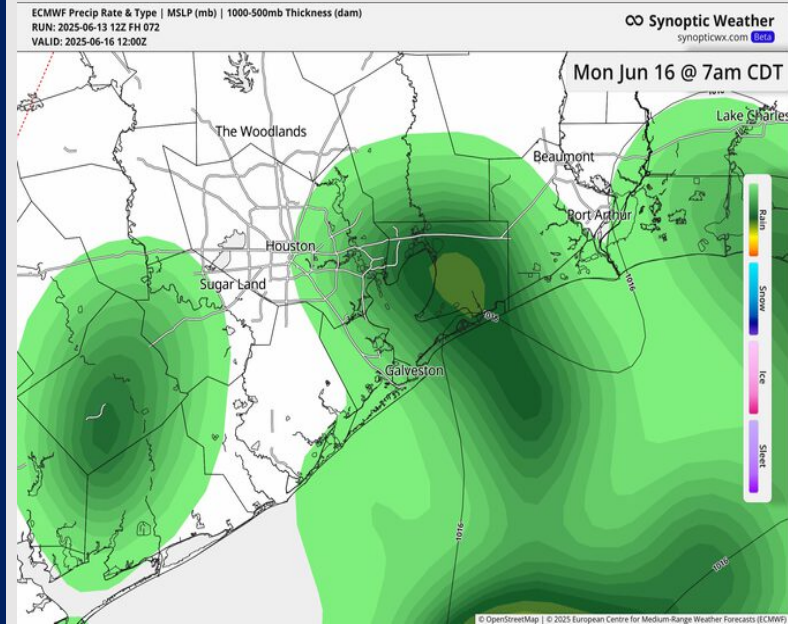 ECMWF Precip Rate & Type | MSLP (mb) | 1000-500mb Thickness (dam)
RUN: 2025-06-13 12Z FH 072
VALID: 2025-06-16 12:00Z
Synoptic Weather
synopticwx.com Beta
Mon Jun 16 @ 7am CDT
Lake Charles
The Woodlands
Beaumont
Port Arthur
Houston
Sugar Land
Galveston
1016
1016
1016
Rain
Snow
Ice
Sleet
© OpenStreetMap | © 2025 European Centre for Medium-Range Weather Forecasts (ECMWF)